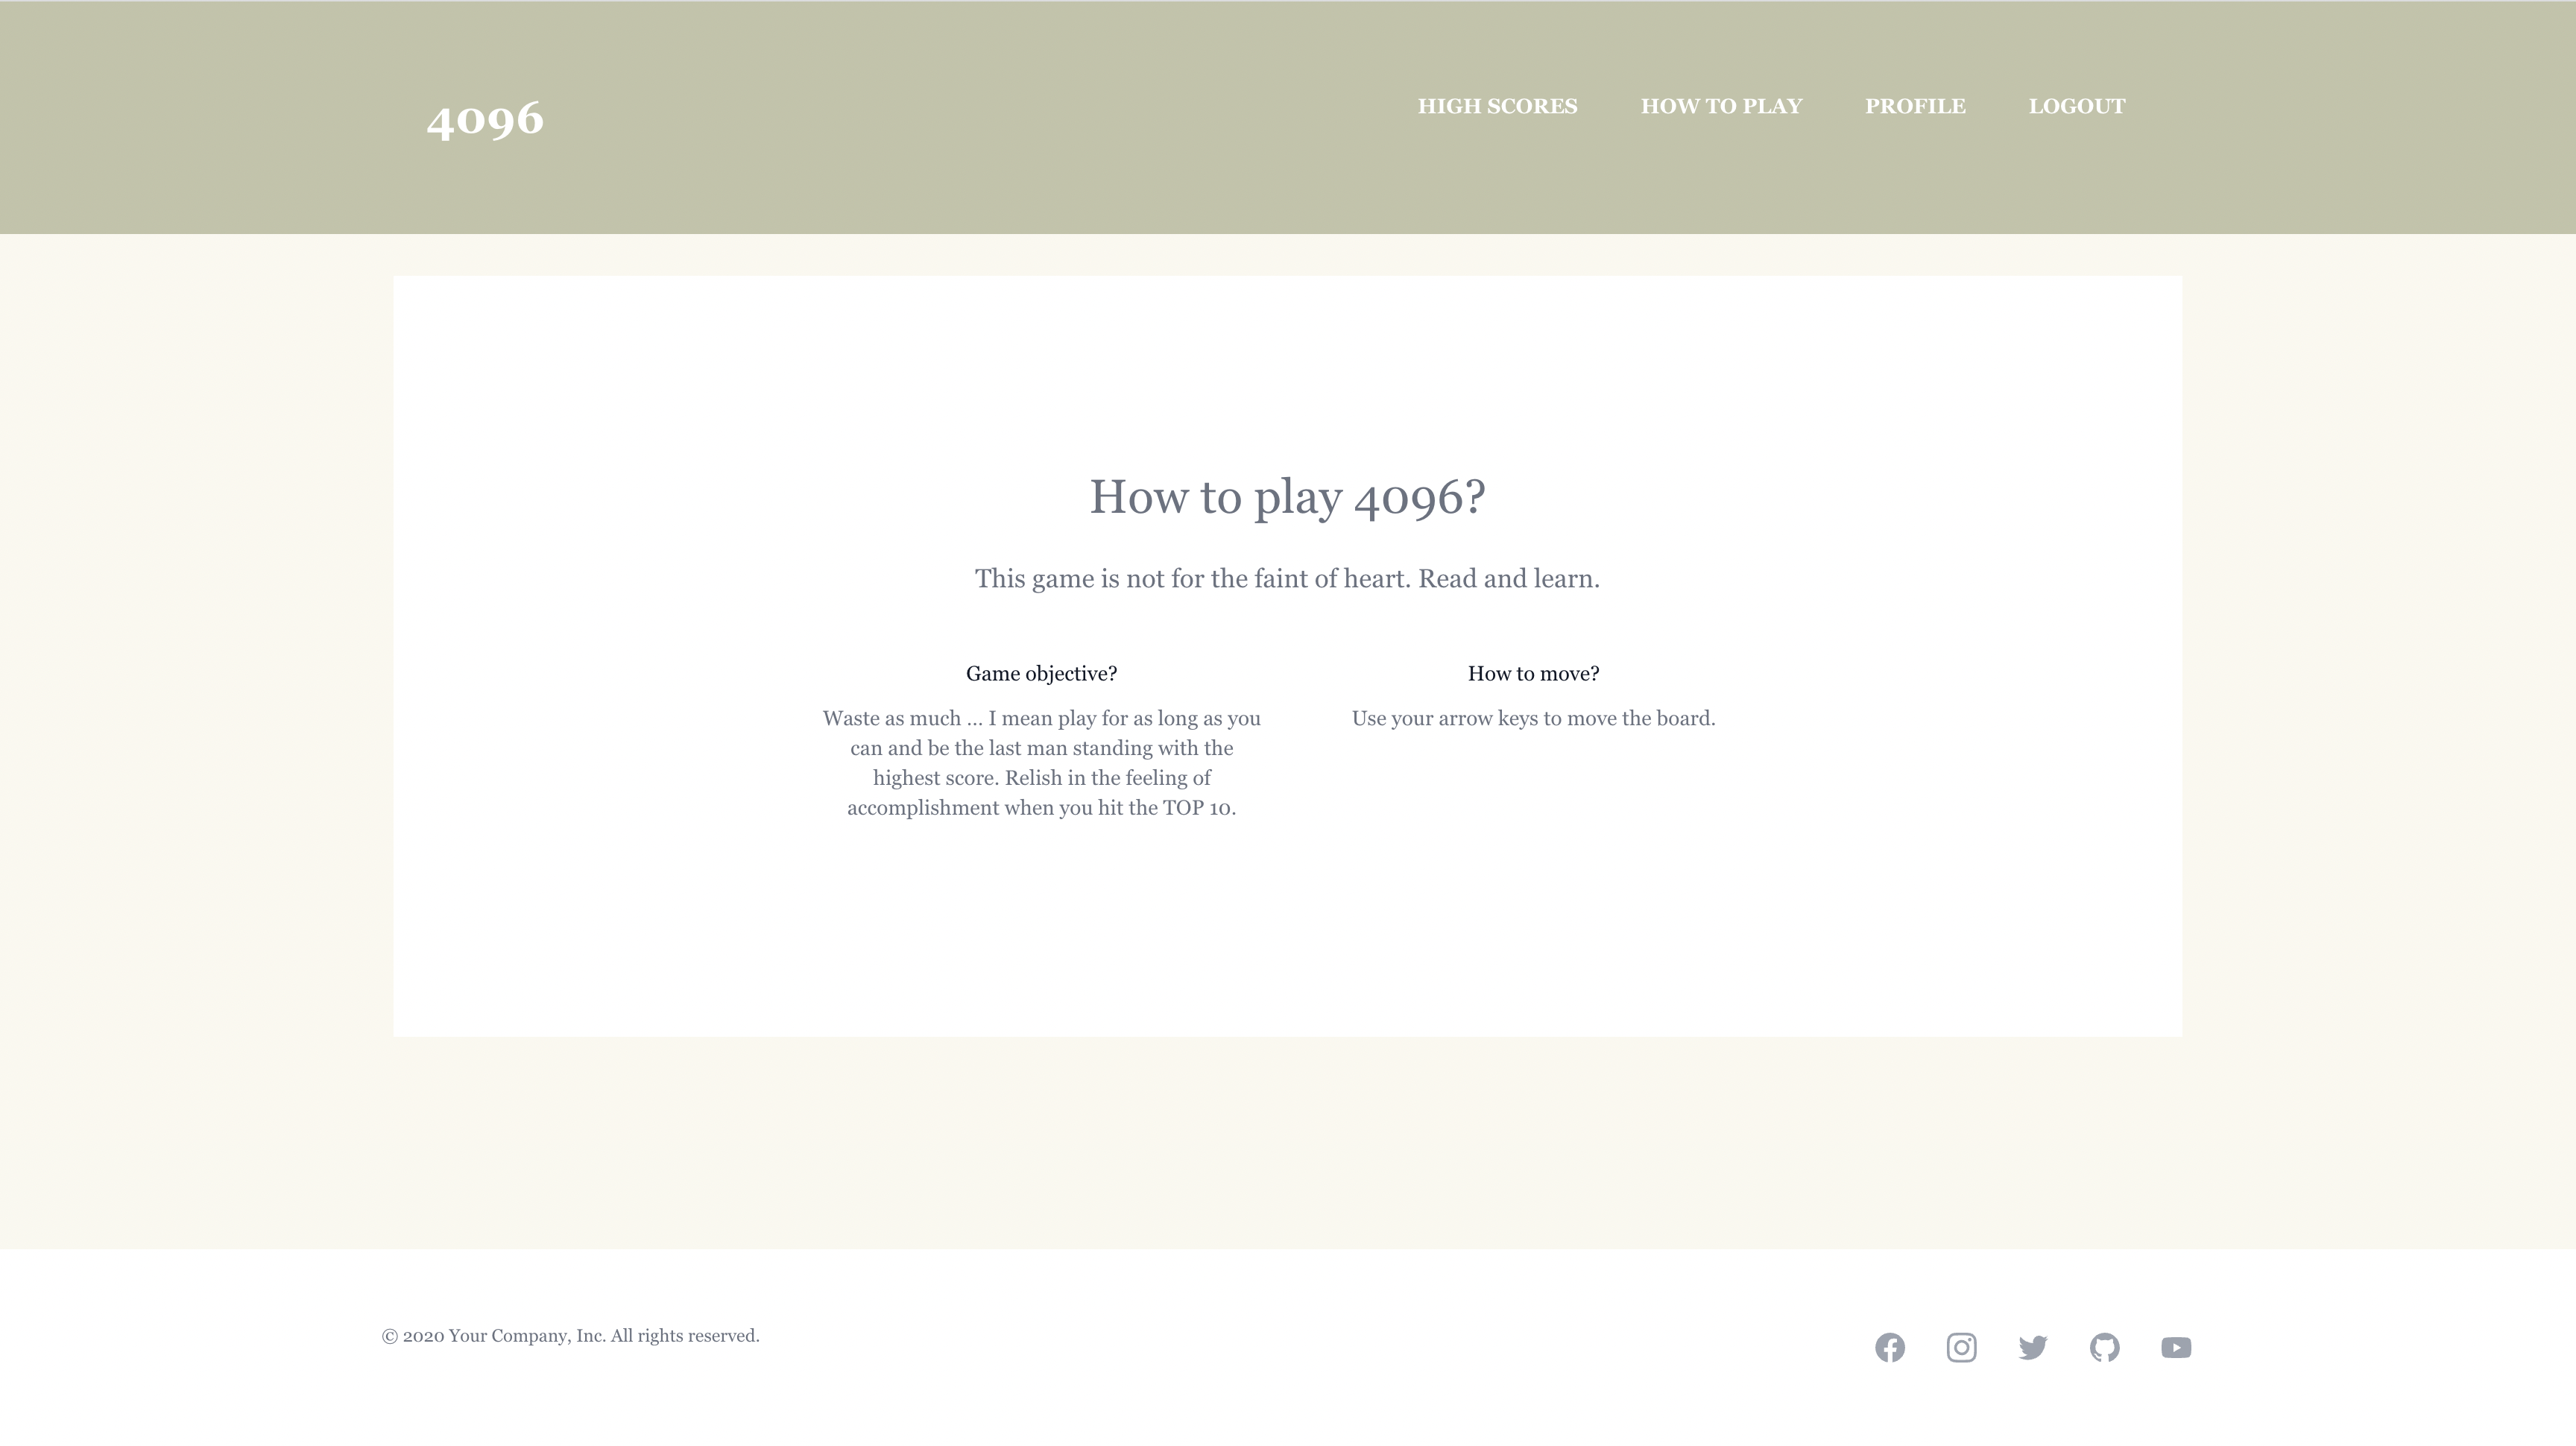 4096
HIGH SCORES
HOW TO PLAY
PROFILE
LOGOUT
How to play 4096?
This game is not for the faint of heart. Read and learn.
Game objective?
Waste as much ... I mean play for as long as you
can and be the last man standing with the
highest score. Relish in the feeling of
accomplishment when you hit the TOP 10.
How to move?
Use your arrow keys to move the board.
© 2020 Your Company, Inc. All rights reserved.